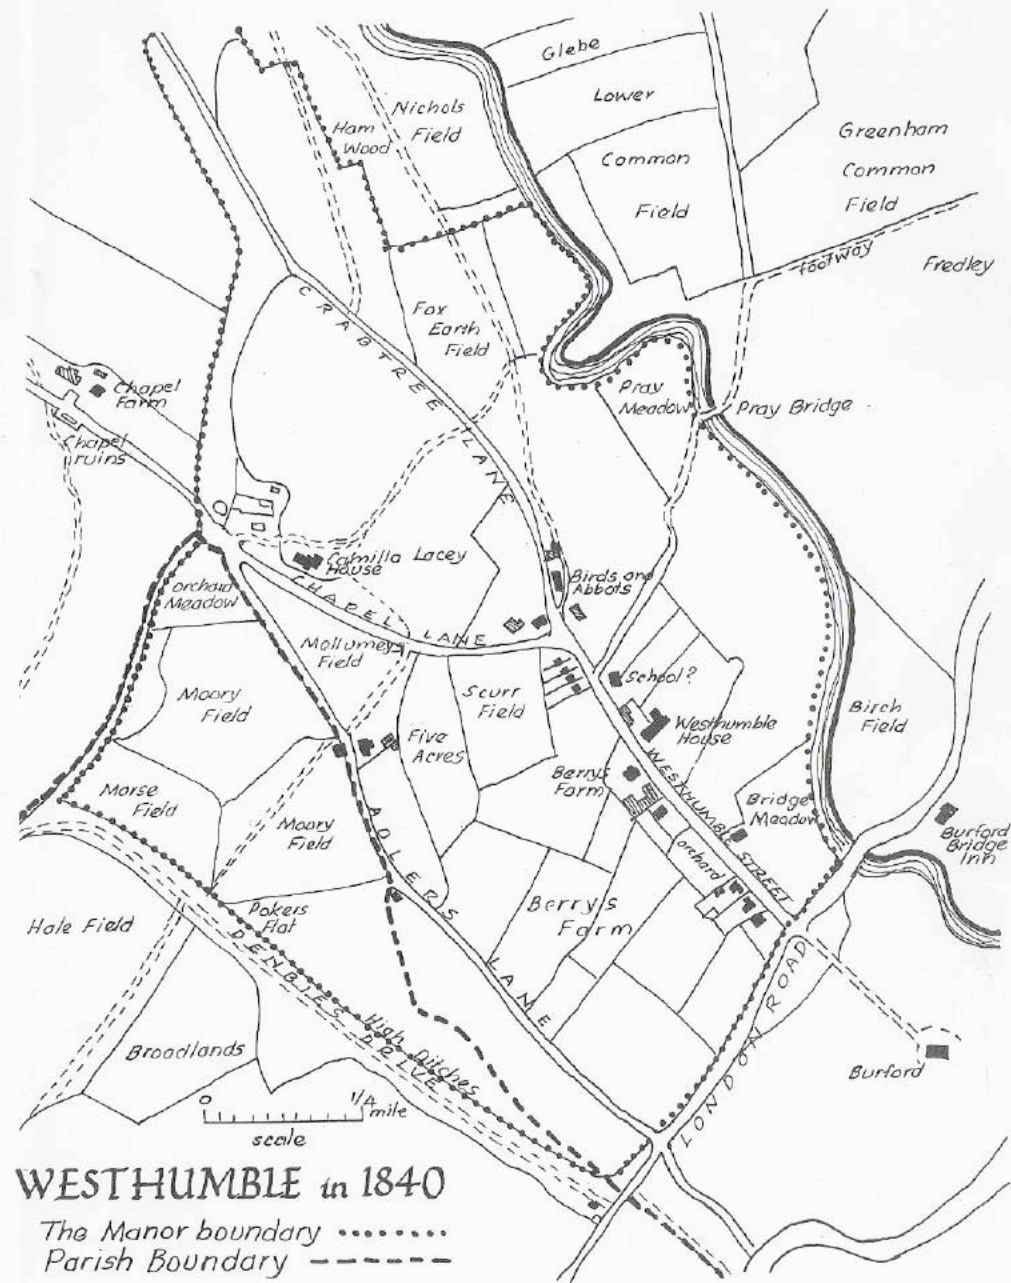 Glebe
Lower
Nichols
Field
Ham
Wood
Common
Field
Greenham
Common
Field
footway
Fredley
CRABTREE LANE
Fox
Earth
Field
Pray
Meadow
Pray Bridge
Chapel
Farm
Chapel
ruins
Camilla Lacey
House
Birds and
Abbots
Orchard
Meadow
CHAPEL LANE
Mollumeys
Field
Moory
Field
Scurr
Field
School?
Westhumble
House
Birch
Field
Five
Acres
Berrys
Farm
WESTHUMBLE STREET
Morse
Field
Moory
Field
Bridge
Meadow
Burford
Bridge
Inn
orchard
ADLERS LANE
Berrys
Farm
Hale Field
Pokers
Flat
DENBIES DRIVE
High Ditches
LONDON ROAD
Broadlands
Burford
0 1/4 mile
scale
WESTHUMBLE in 1840
The Manor boundary
Parish Boundary